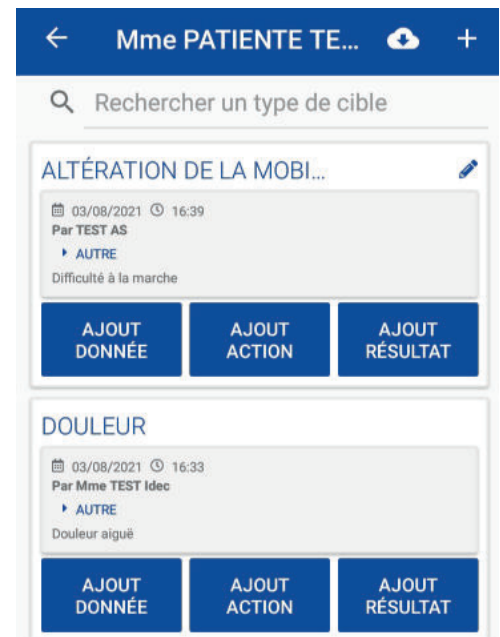 Mme PATIENTE TE...
Rechercher un type de cible
ALTÉRATION DE LA MOBI...
03/08/2021 16:39
Par TEST AS
AUTRE
Difficulté à la marche
AJOUT DONNÉE
AJOUT ACTION
AJOUT RÉSULTAT
DOULEUR
03/08/2021 16:33
Par Mme TEST Idec
AUTRE
Douleur aiguë
AJOUT DONNÉE
AJOUT ACTION
AJOUT RÉSULTAT